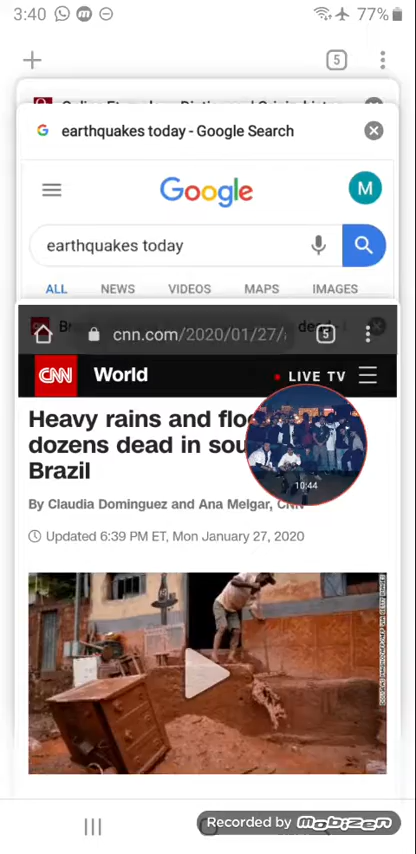 3:40 77%
5
earthquakes today - Google Search
Google M
earthquakes today
ALL NEWS VIDEOS MAPS IMAGES
cnn.com/2020/01/27/ 5
CNN World LIVE TV
Heavy rains and
dozens dead in
Brazil
By Claudia Dominguez and Ana Melgar, CNN
Updated 6:39 PM ET, Mon January 27, 2020
10:44
Recorded by MOBIZEN